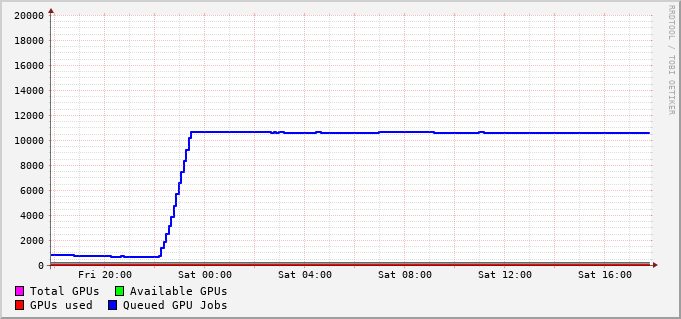 20000
18000
16000
14000
12000
10000
8000
6000
4000
2000
0
Fri 20:00 Sat 00:00 Sat 04:00 Sat 08:00 Sat 12:00 Sat 16:00
Total GPUs Available GPUs
GPUs used Queued GPU Jobs
RRDTOOL / TOBI OETIKER